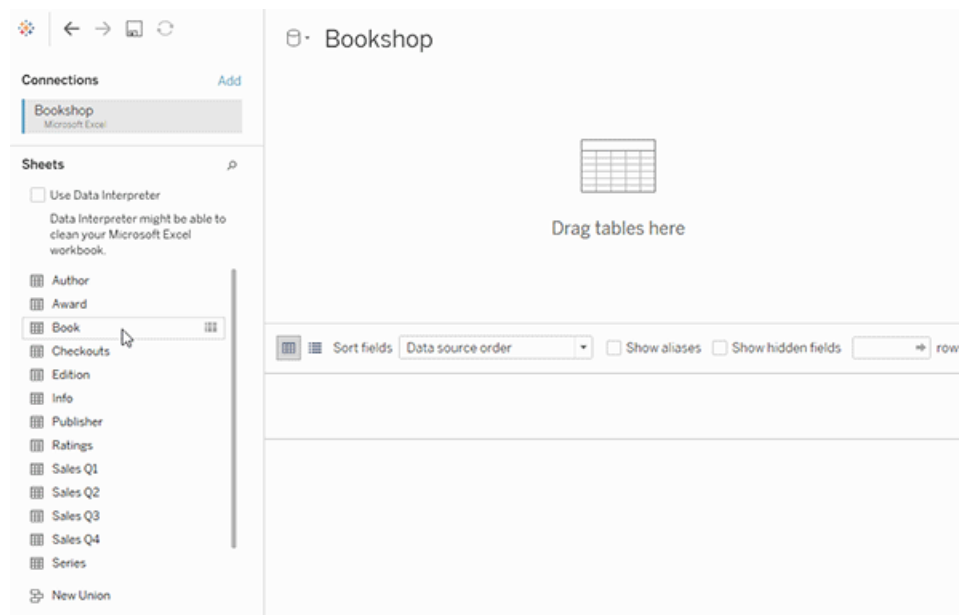 Bookshop
Connections
Add
Bookshop
Microsoft Excel
Sheets
Use Data Interpreter
Data Interpreter might be able to
clean your Microsoft Excel
workbook.
Author
Award
Book
Checkouts
Edition
Info
Publisher
Ratings
Sales Q1
Sales Q2
Sales Q3
Sales Q4
Series
New Union
Drag tables here
Sort fields
Data source order
Show aliases
Show hidden fields
row